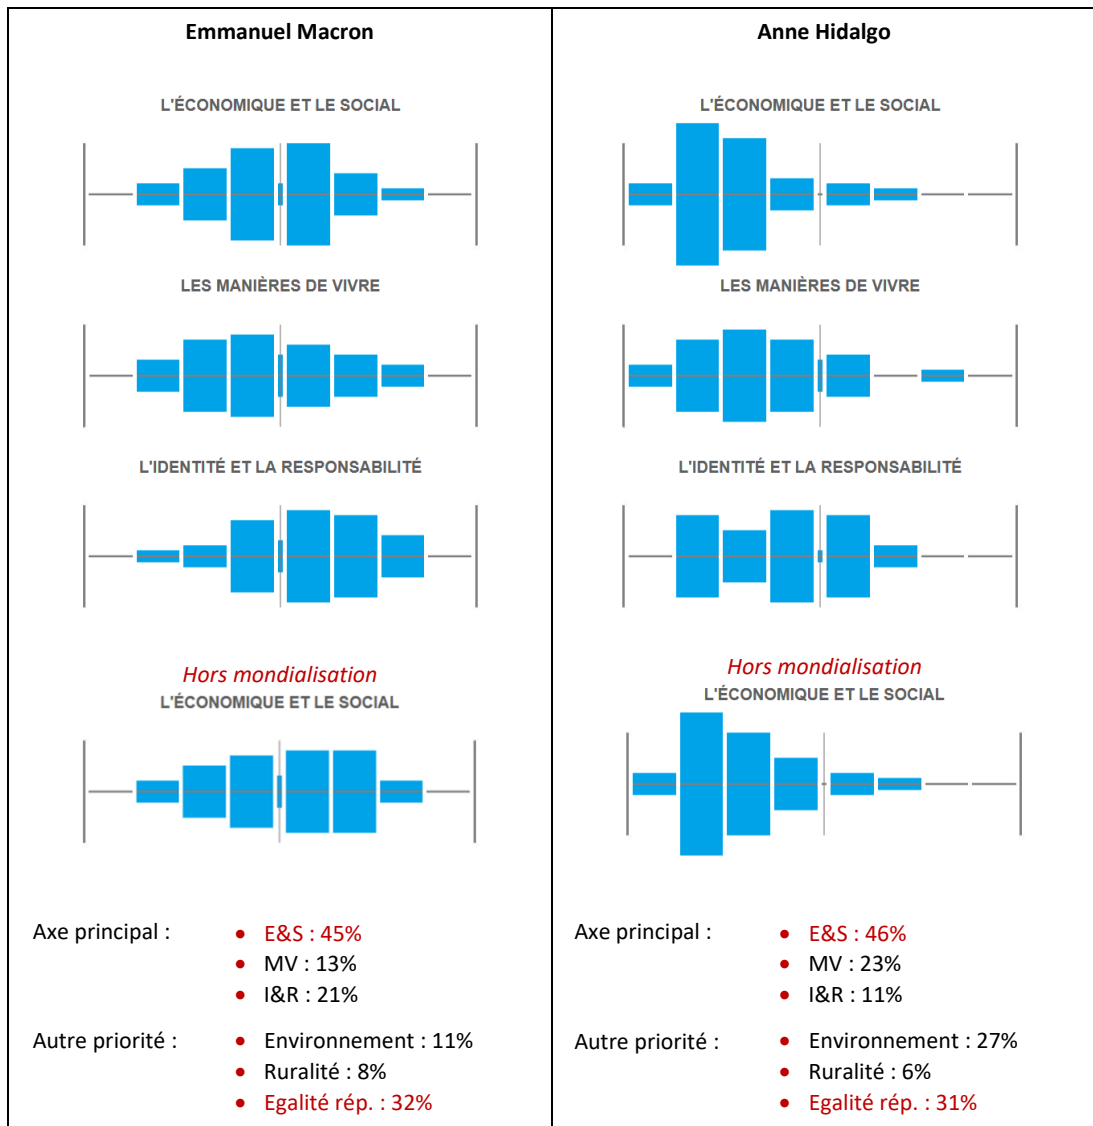 Emmanuel Macron
L'ÉCONOMIQUE ET LE SOCIAL
LES MANIÈRES DE VIVRE
L'IDENTITÉ ET LA RESPONSABILITÉ
Hors mondialisation
L'ÉCONOMIQUE ET LE SOCIAL
Axe principal :
• E&S : 45%
• MV : 13%
• I&R : 21%
Autre priorité :
• Environnement : 11%
• Ruralité : 8%
• Egalité rép. : 32%
Anne Hidalgo
L'ÉCONOMIQUE ET LE SOCIAL
LES MANIÈRES DE VIVRE
L'IDENTITÉ ET LA RESPONSABILITÉ
Hors mondialisation
L'ÉCONOMIQUE ET LE SOCIAL
Axe principal :
• E&S : 46%
• MV : 23%
• I&R : 11%
Autre priorité :
• Environnement : 27%
• Ruralité : 6%
• Egalité rép. : 31%